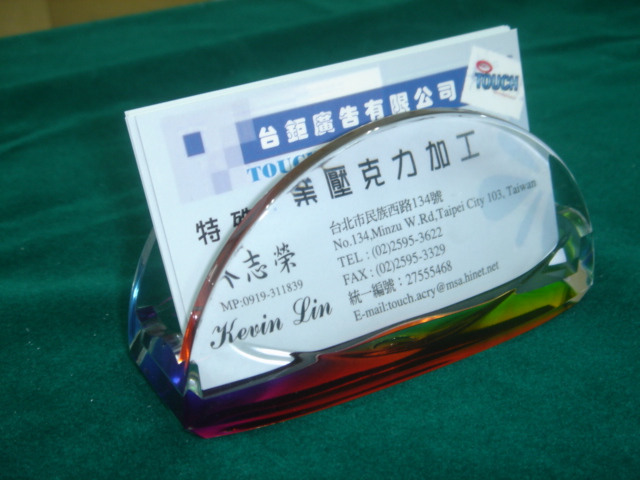 TOUCH
台鉅廣告有限公司
TOUCH
特殊 業壓克力加工
台北市民族西路134號
No.134,Minzu W.Rd,Taipei City 103, Taiwan
TEL : (02)2595-3622
FAX : (02)2595-3329
統一編號：27555468
E-mail:touch.acry@msa.hinet.net
志榮
MP:0919-311839
Kevin Lin